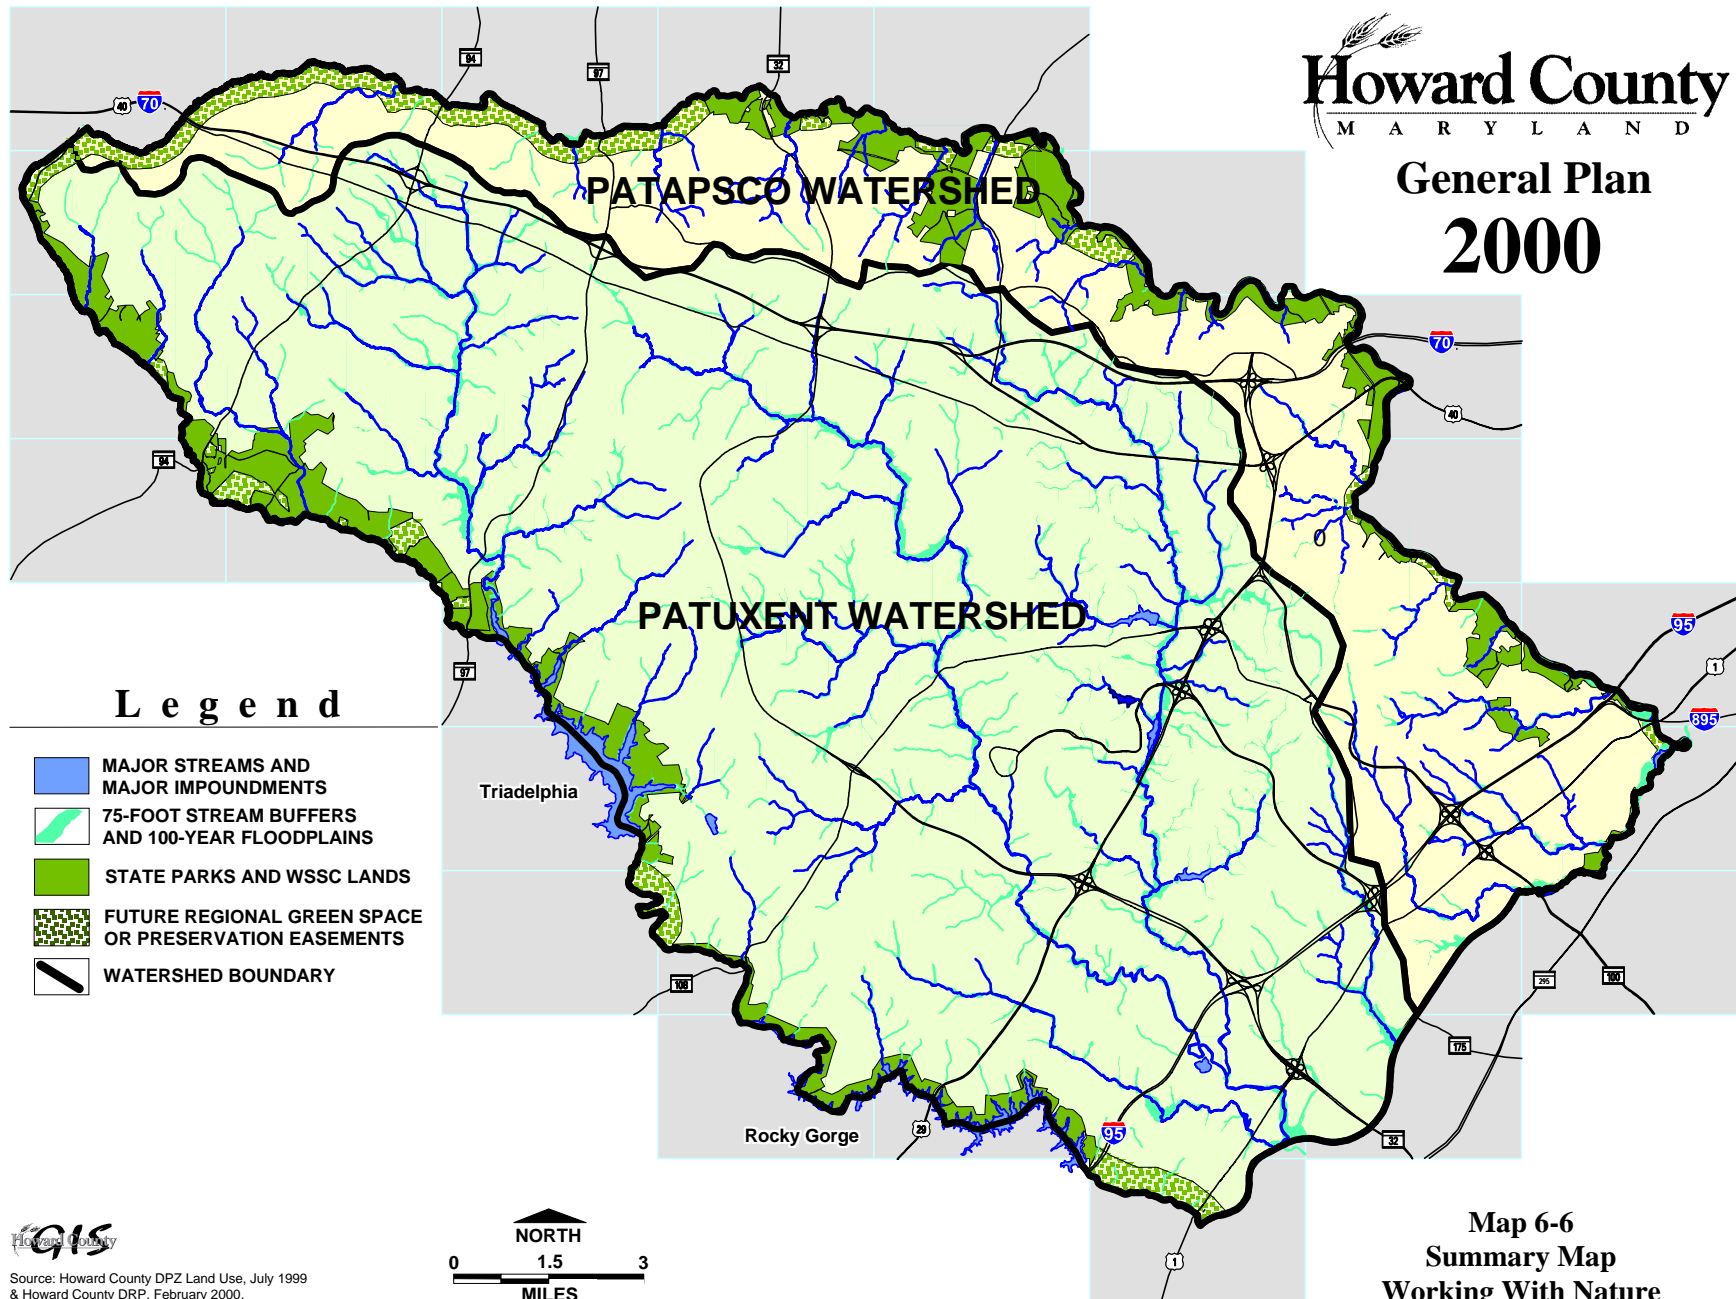 Howard County
MARYLAND
General Plan
2000
94
97
32
40
70
PATAPSCO WATERSHED
70
40
94
PATUXENT WATERSHED
95
1
97
895
Legend
MAJOR STREAMS AND
MAJOR IMPOUNDMENTS
75-FOOT STREAM BUFFERS
AND 100-YEAR FLOODPLAINS
STATE PARKS AND WSSC LANDS
FUTURE REGIONAL GREEN SPACE
OR PRESERVATION EASEMENTS
WATERSHED BOUNDARY
Triadelphia
108
295
100
175
Rocky Gorge
29
95
32
1
Howard County
GIS
Source: Howard County DPZ Land Use, July 1999
& Howard County DRP, February 2000.
NORTH
0 1.5 3
MILES
Map 6-6
Summary Map
Working With Nature